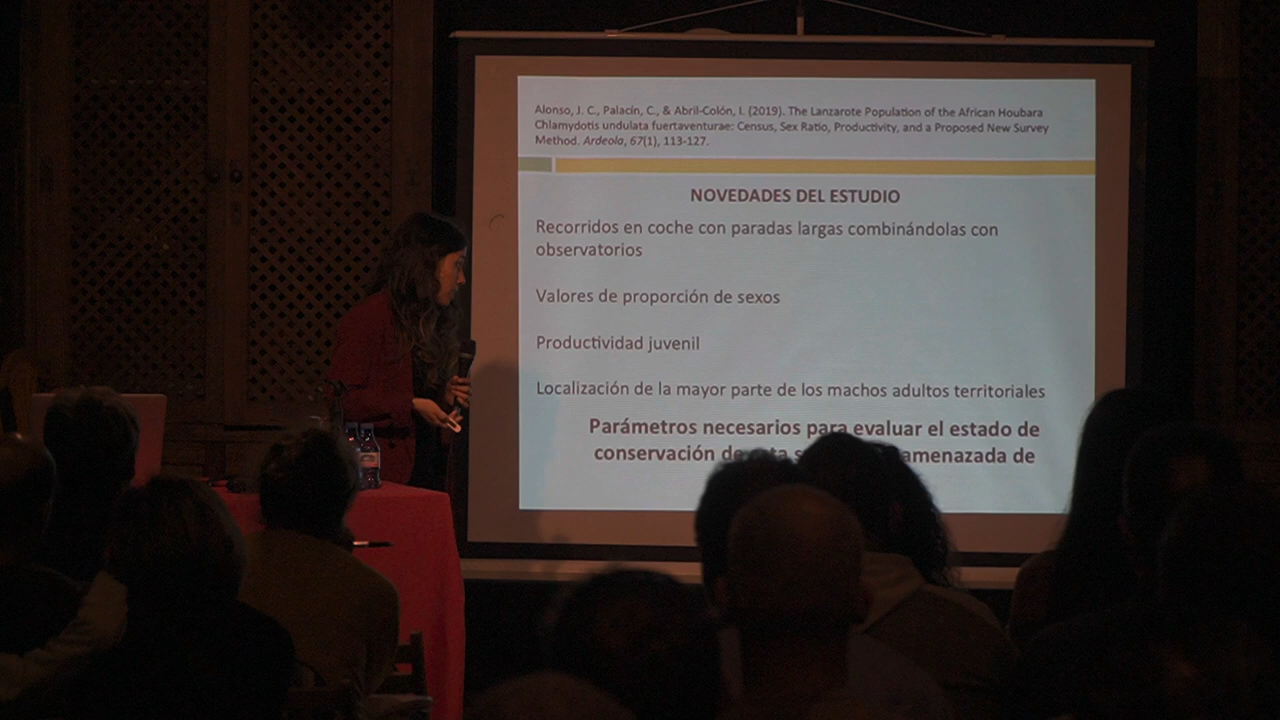 Alonso, J. C., Palacín, C., & Abril-Colón, I. (2019). The Lanzarote Population of the African Houbara
Chlamydotis undulata fuertaventurae: Census, Sex Ratio, Productivity, and a Proposed New Survey
Method. Ardeola, 67(1), 113-127.
NOVEDADES DEL ESTUDIO
Recorridos en coche con paradas largas combinándolas con
observatorios
Valores de proporción de sexos
Productividad juvenil
Localización de la mayor parte de los machos adultos territoriales
Parámetros necesarios para evaluar el estado de
conservación de amenazada de